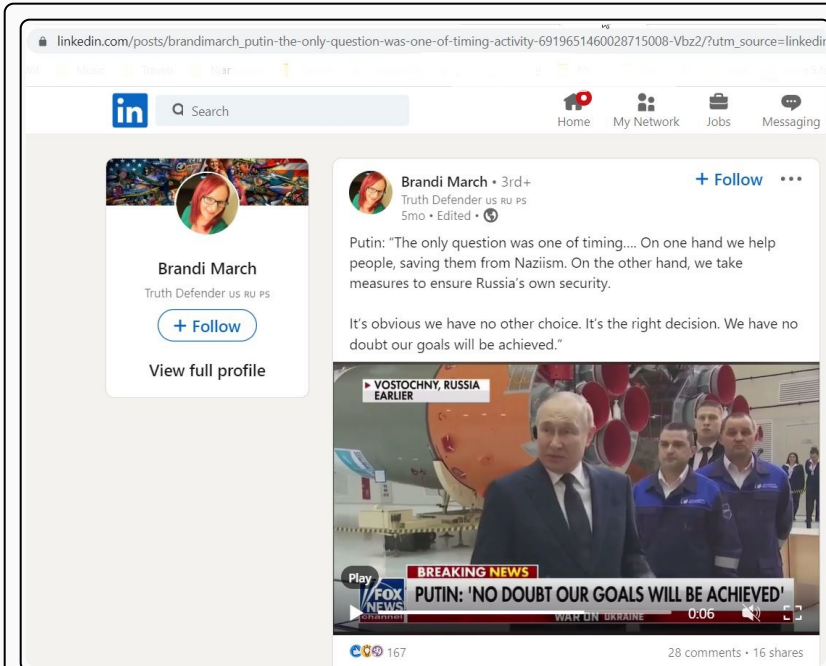 linkedin.com/posts/brandimarch_putin-the-only-question-was-one-of-timing-activity-6919651460028715008-Vbz2/?utm_source=linkedin
in
Search
Home
My Network
Jobs
Messaging
Brandi March
Truth Defender US RU PS
+ Follow
View full profile
Brandi March • 3rd+
Truth Defender US RU PS
5mo • Edited •
+ Follow
Putin: “The only question was one of timing.... On one hand we help
people, saving them from Naziism. On the other hand, we take
measures to ensure Russia’s own security.
It’s obvious we have no other choice. It’s the right decision. We have no
doubt our goals will be achieved.”
VOSTOCHNY, RUSSIA
EARLIER
Play
BREAKING NEWS
FOX
NEWS
channel
PUTIN: 'NO DOUBT OUR GOALS WILL BE ACHIEVED'
WAR ON UKRAINE
0:06
167
28 comments • 16 shares